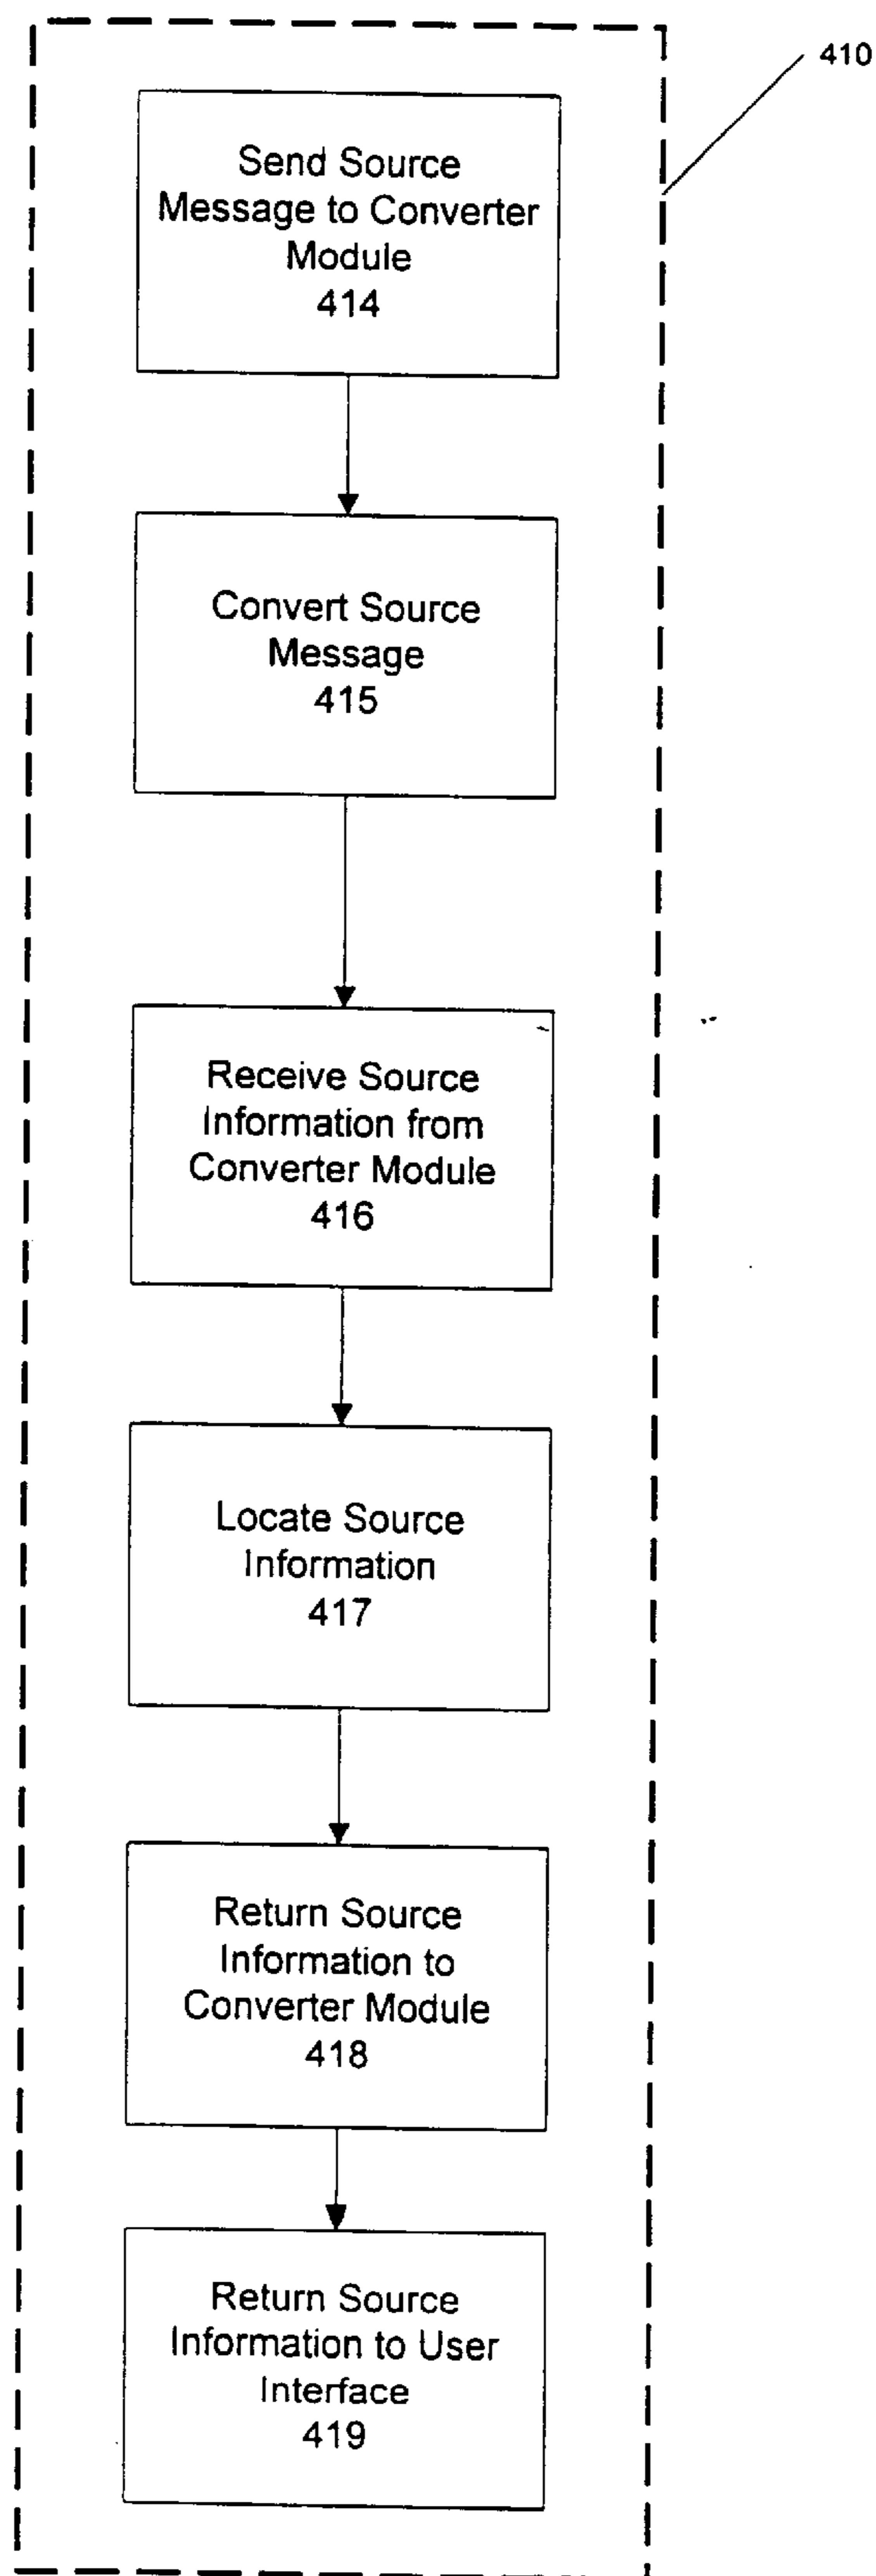 410
Send Source
Message to Converter
Module
414
Convert Source
Message
415
Receive Source
Information from
Converter Module
416
Locate Source
Information
417
Return Source
Information to
Converter Module
418
Return Source
Information to User
Interface
419